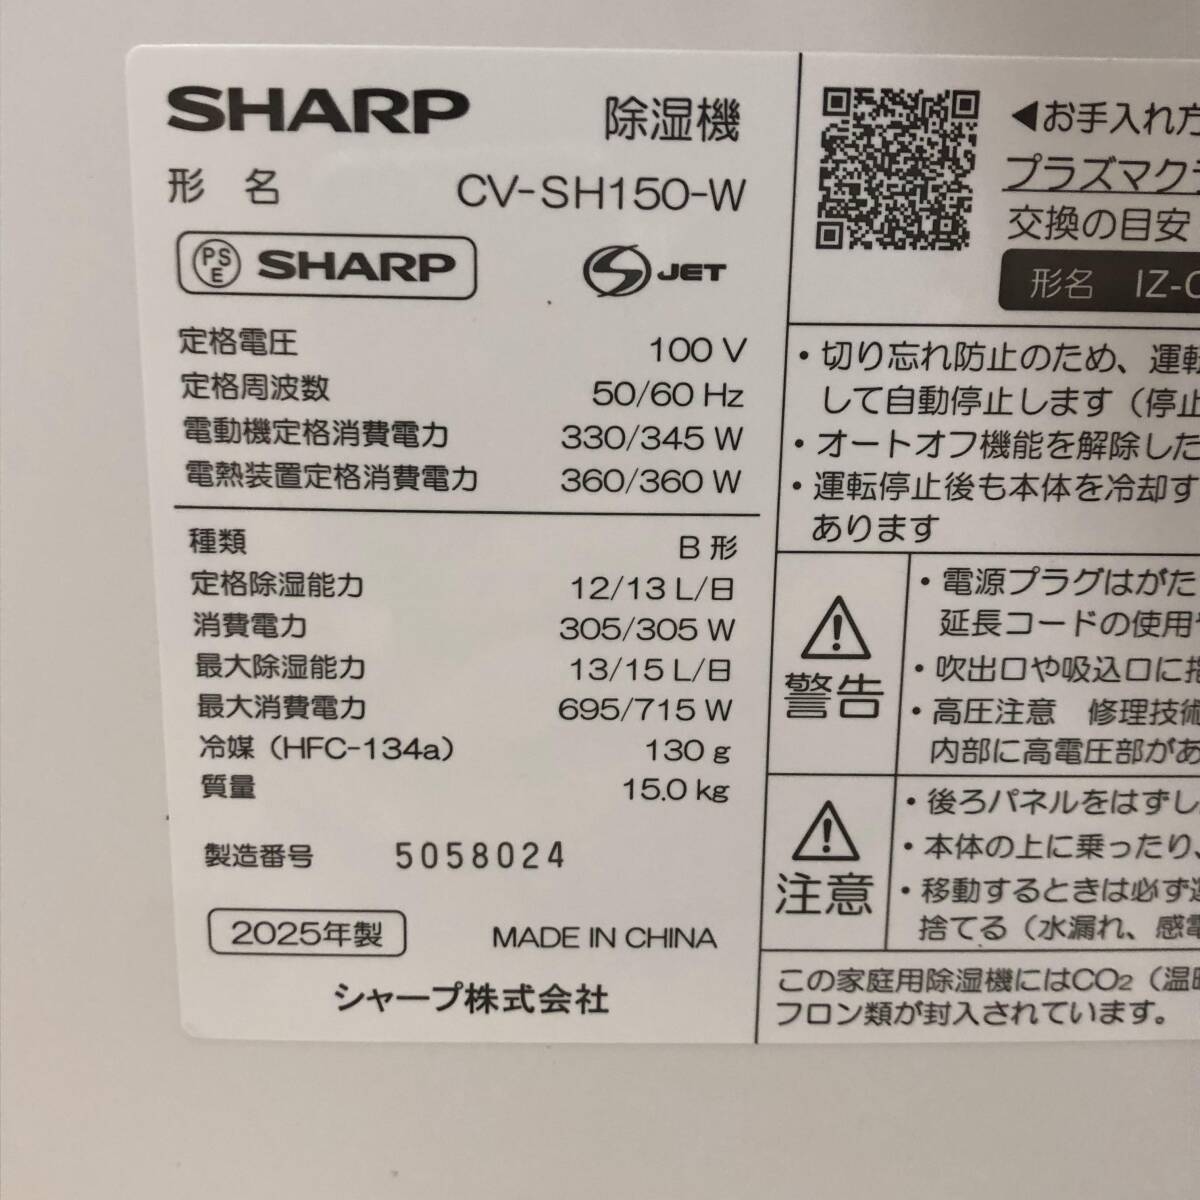 SHARP 除湿機
形 名 CV-SH150-W
PSE SHARP S JET
定格電圧 100 V
定格周波数 50/60 Hz
電動機定格消費電力 330/345 W
電熱装置定格消費電力 360/360 W
種類 B 形
定格除湿能力 12/13 L/日
消費電力 305/305 W
最大除湿能力 13/15 L/日
最大消費電力 695/715 W
冷媒（HFC-134a） 130 g
質量 15.0 kg
製造番号 5058024
2025年製 MADE IN CHINA
シャープ株式会社
◀お手入れ方
プラズマクラ
交換の目安
形名 IZ-C
・切り忘れ防止のため、運転
して自動停止します（停止
・オートオフ機能を解除した
・運転停止後も本体を冷却す
あります
警告
・電源プラグはがた
延長コードの使用や
・吹出口や吸込口に指
・高圧注意 修理技術
内部に高電圧部があ
注意
・後ろパネルをはずし
・本体の上に乗ったり、
・移動するときは必ず運
捨てる（水漏れ、感電
この家庭用除湿機にはCO2（温暖
フロン類が封入されています。